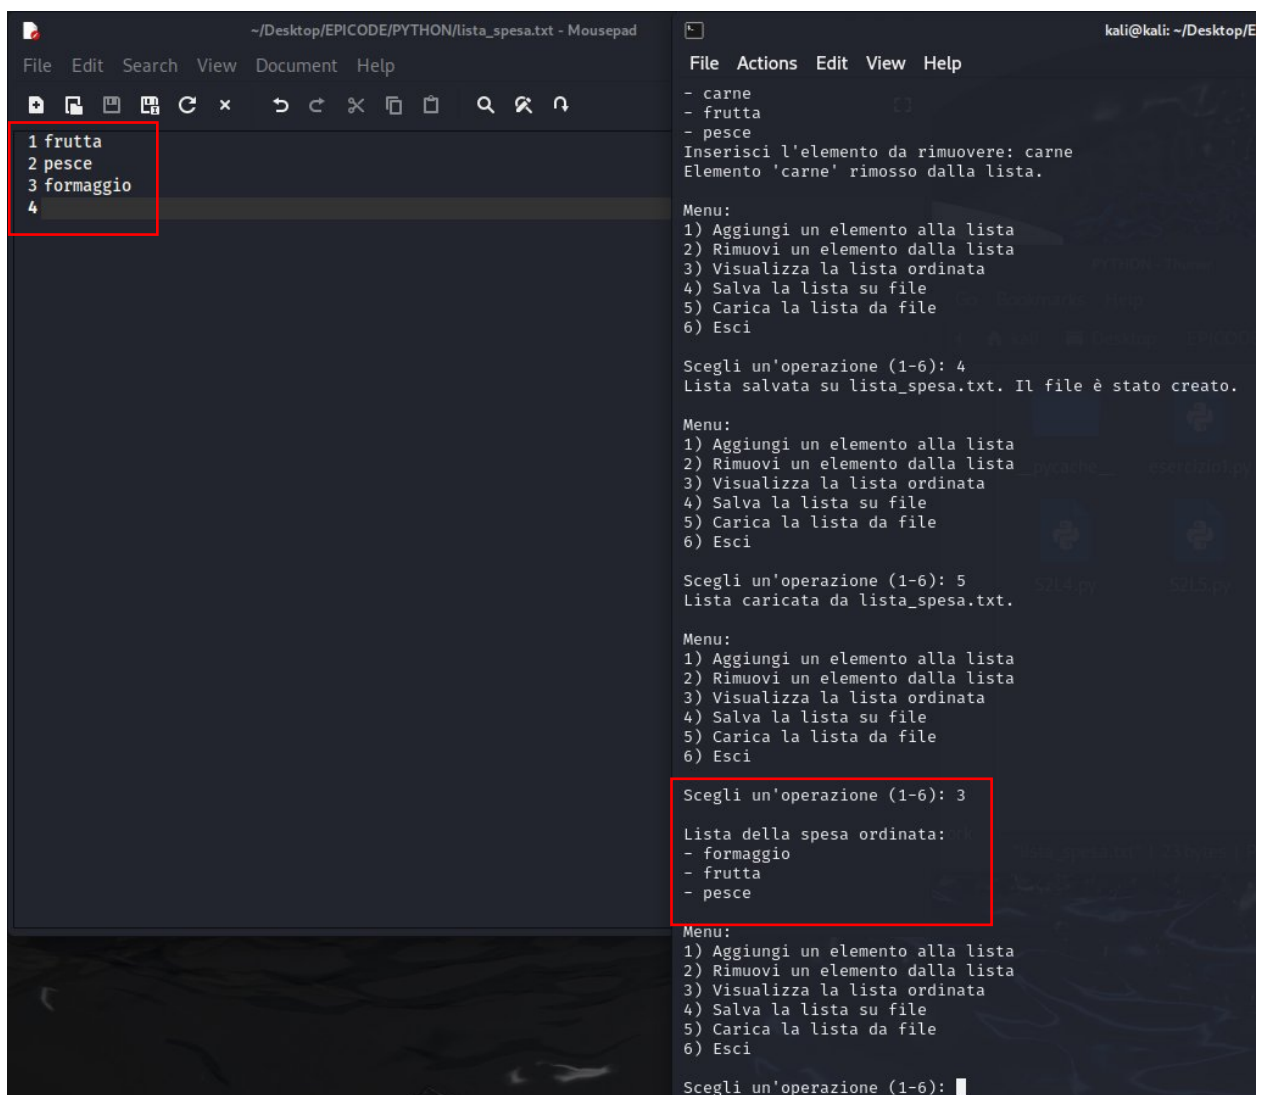 ~/Desktop/EPICODE/PYTHON/lista_spesa.txt - Mousepad
File Edit Search View Document Help
1 frutta
2 pesce
3 formaggio
4
kali@kali: ~/Desktop/E
File Actions Edit View Help
- carne
- frutta
- pesce
Inserisci l'elemento da rimuovere: carne
Elemento 'carne' rimosso dalla lista.
Menu:
1) Aggiungi un elemento alla lista
2) Rimuovi un elemento dalla lista
3) Visualizza la lista ordinata
4) Salva la lista su file
5) Carica la lista da file
6) Esci
Scegli un'operazione (1-6): 4
Lista salvata su lista_spesa.txt. Il file è stato creato.
Menu:
1) Aggiungi un elemento alla lista
2) Rimuovi un elemento dalla lista
3) Visualizza la lista ordinata
4) Salva la lista su file
5) Carica la lista da file
6) Esci
Scegli un'operazione (1-6): 5
Lista caricata da lista_spesa.txt.
Menu:
1) Aggiungi un elemento alla lista
2) Rimuovi un elemento dalla lista
3) Visualizza la lista ordinata
4) Salva la lista su file
5) Carica la lista da file
6) Esci
Scegli un'operazione (1-6): 3
Lista della spesa ordinata:
- formaggio
- frutta
- pesce
Menu:
1) Aggiungi un elemento alla lista
2) Rimuovi un elemento dalla lista
3) Visualizza la lista ordinata
4) Salva la lista su file
5) Carica la lista da file
6) Esci
Scegli un'operazione (1-6):